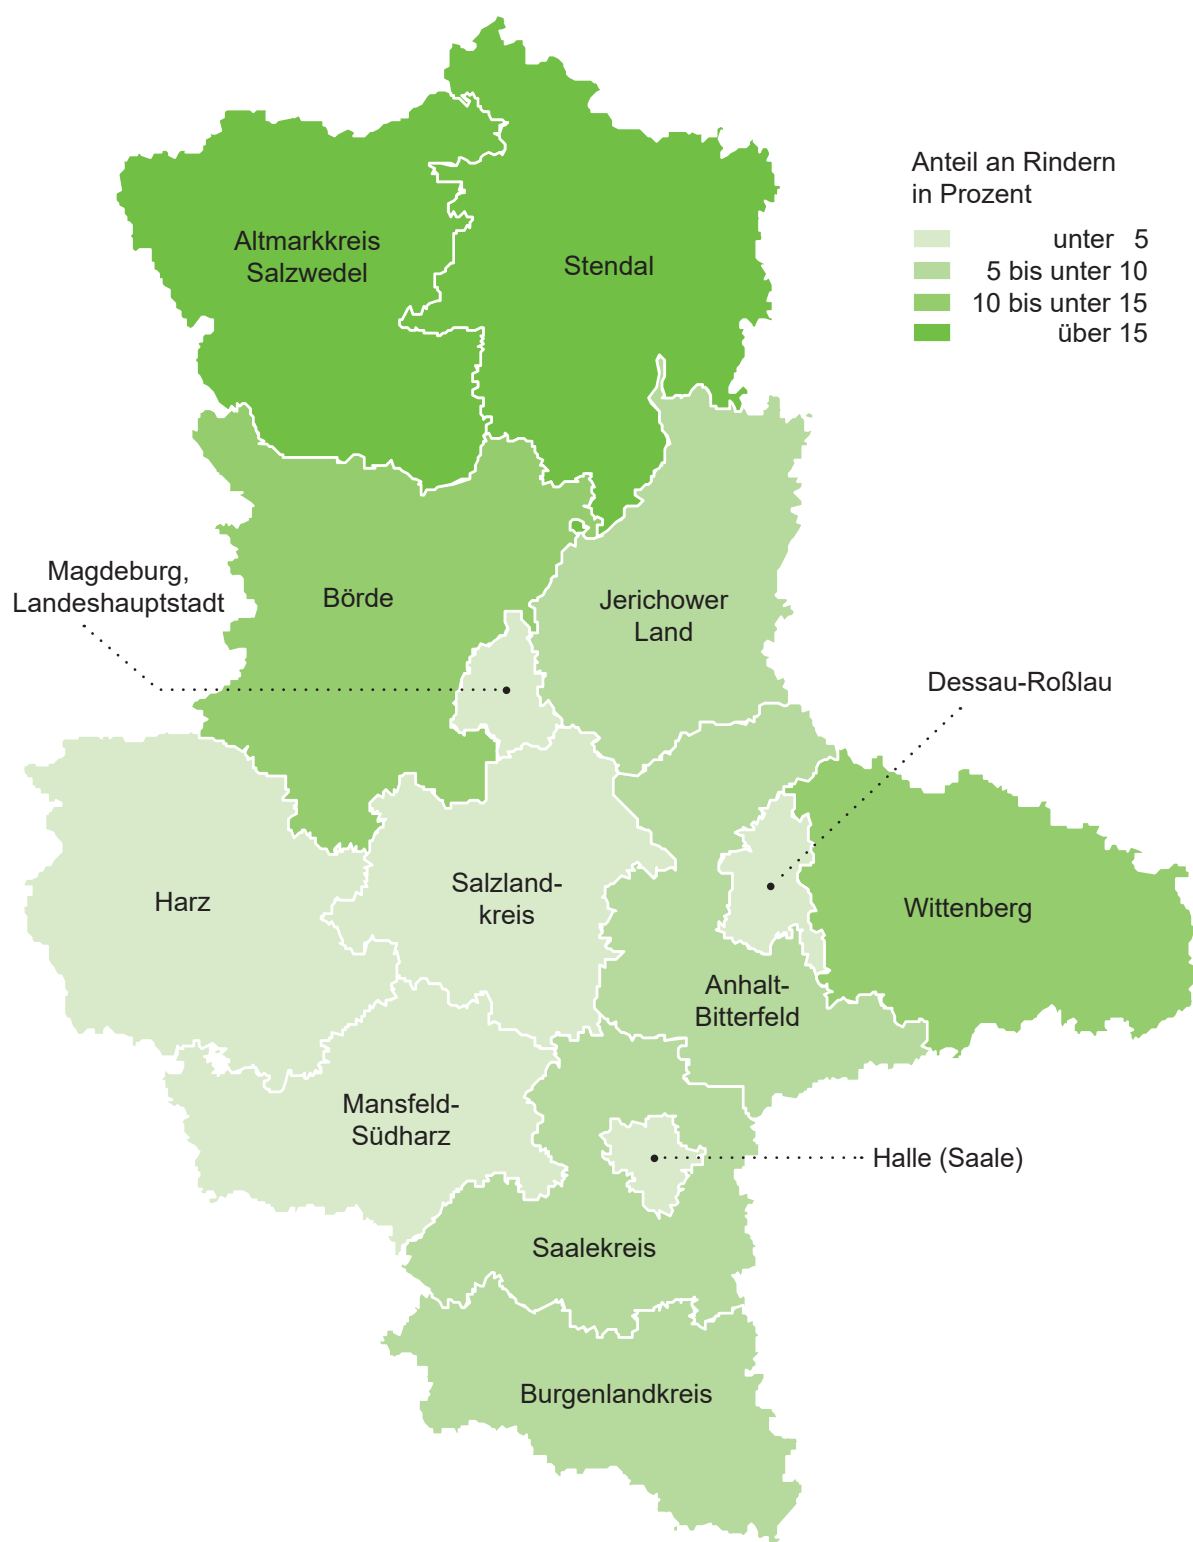 Anteil an Rindern
in Prozent
unter 5
5 bis unter 10
10 bis unter 15
über 15
Altmarkkreis
Salzwedel
Stendal
Magdeburg,
Landeshauptstadt
Börde
Jerichower
Land
Dessau-Roßlau
Harz
Salzland-
kreis
Wittenberg
Anhalt-
Bitterfeld
Mansfeld-
Südharz
Halle (Saale)
Saalekreis
Burgenlandkreis